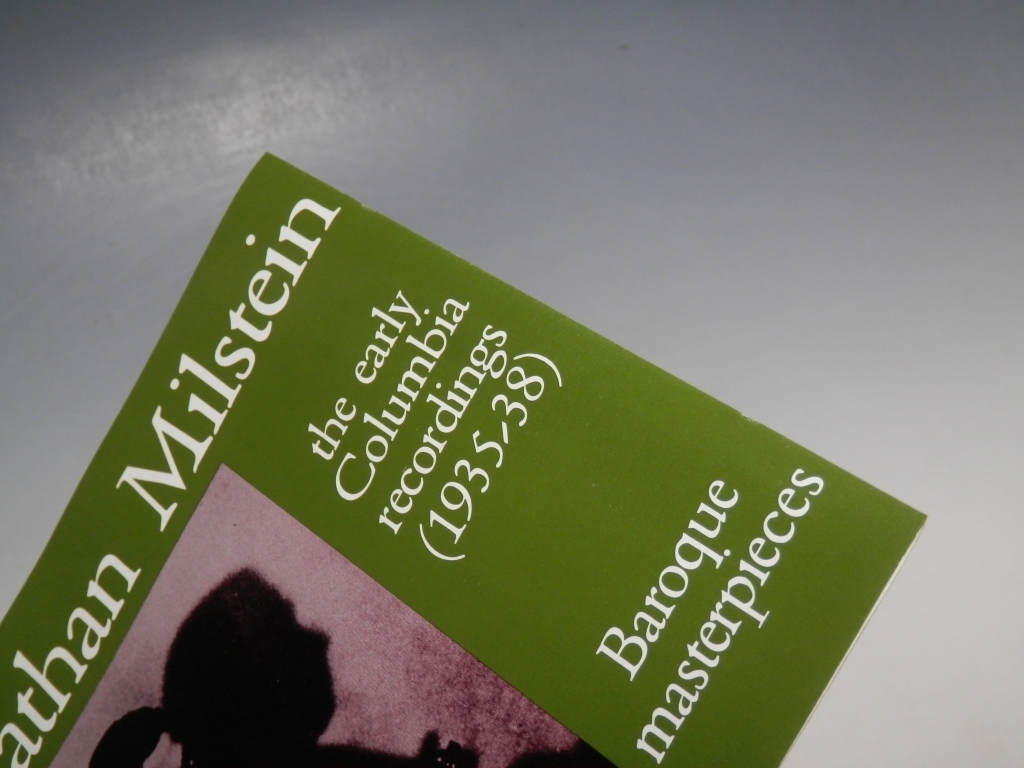 athan Milstein
the early
Columbia
recordings
(1935-38)
Baroque
masterpieces